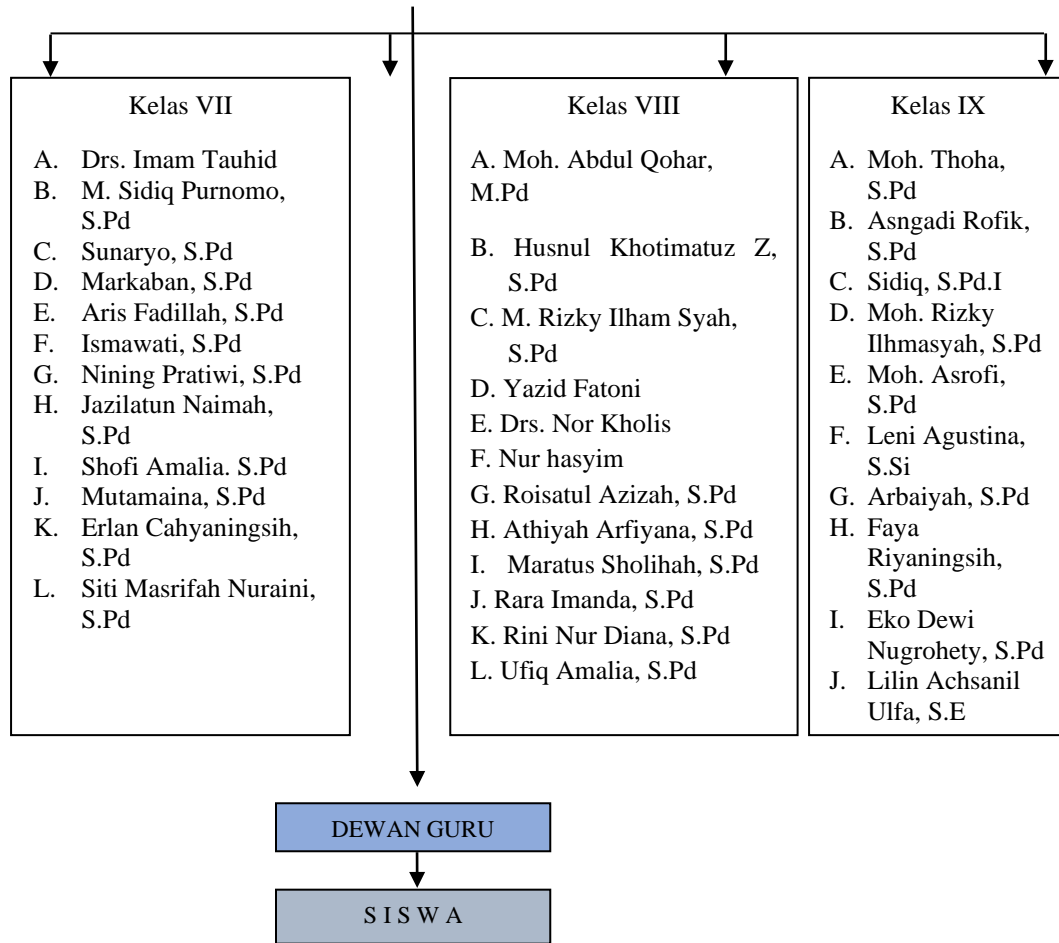 Kelas VII
A. Drs. Imam Tauhid
B. M. Sidiq Purnomo,
S.Pd
C. Sunaryo, S.Pd
D. Markaban, S.Pd
E. Aris Fadillah, S.Pd
F. Ismawati, S.Pd
G. Nining Pratiwi, S.Pd
H. Jazilatun Naimah,
S.Pd
I. Shofi Amalia. S.Pd
J. Mutamaina, S.Pd
K. Erlan Cahyaningsih,
S.Pd
L. Siti Masrifah Nuraini,
S.Pd
Kelas VIII
A. Moh. Abdul Qohar,
M.Pd
B. Husnul Khotimatuz Z,
S.Pd
C. M. Rizky Ilham Syah,
S.Pd
D. Yazid Fatoni
E. Drs. Nor Kholis
F. Nur hasyim
G. Roisatul Azizah, S.Pd
H. Athiyah Arfiyana, S.Pd
I. Maratus Sholihah, S.Pd
J. Rara Imanda, S.Pd
K. Rini Nur Diana, S.Pd
L. Ufiq Amalia, S.Pd
Kelas IX
A. Moh. Thoha,
S.Pd
B. Asngadi Rofik,
S.Pd
C. Sidiq, S.Pd.I
D. Moh. Rizky
Ilhmasyah, S.Pd
E. Moh. Asrofi,
S.Pd
F. Leni Agustina,
S.Si
G. Arbaiyah, S.Pd
H. Faya
Riyaningsih,
S.Pd
I. Eko Dewi
Nugrohety, S.Pd
J. Lilin Achsanil
Ulfa, S.E
DEWAN GURU
S I S W A